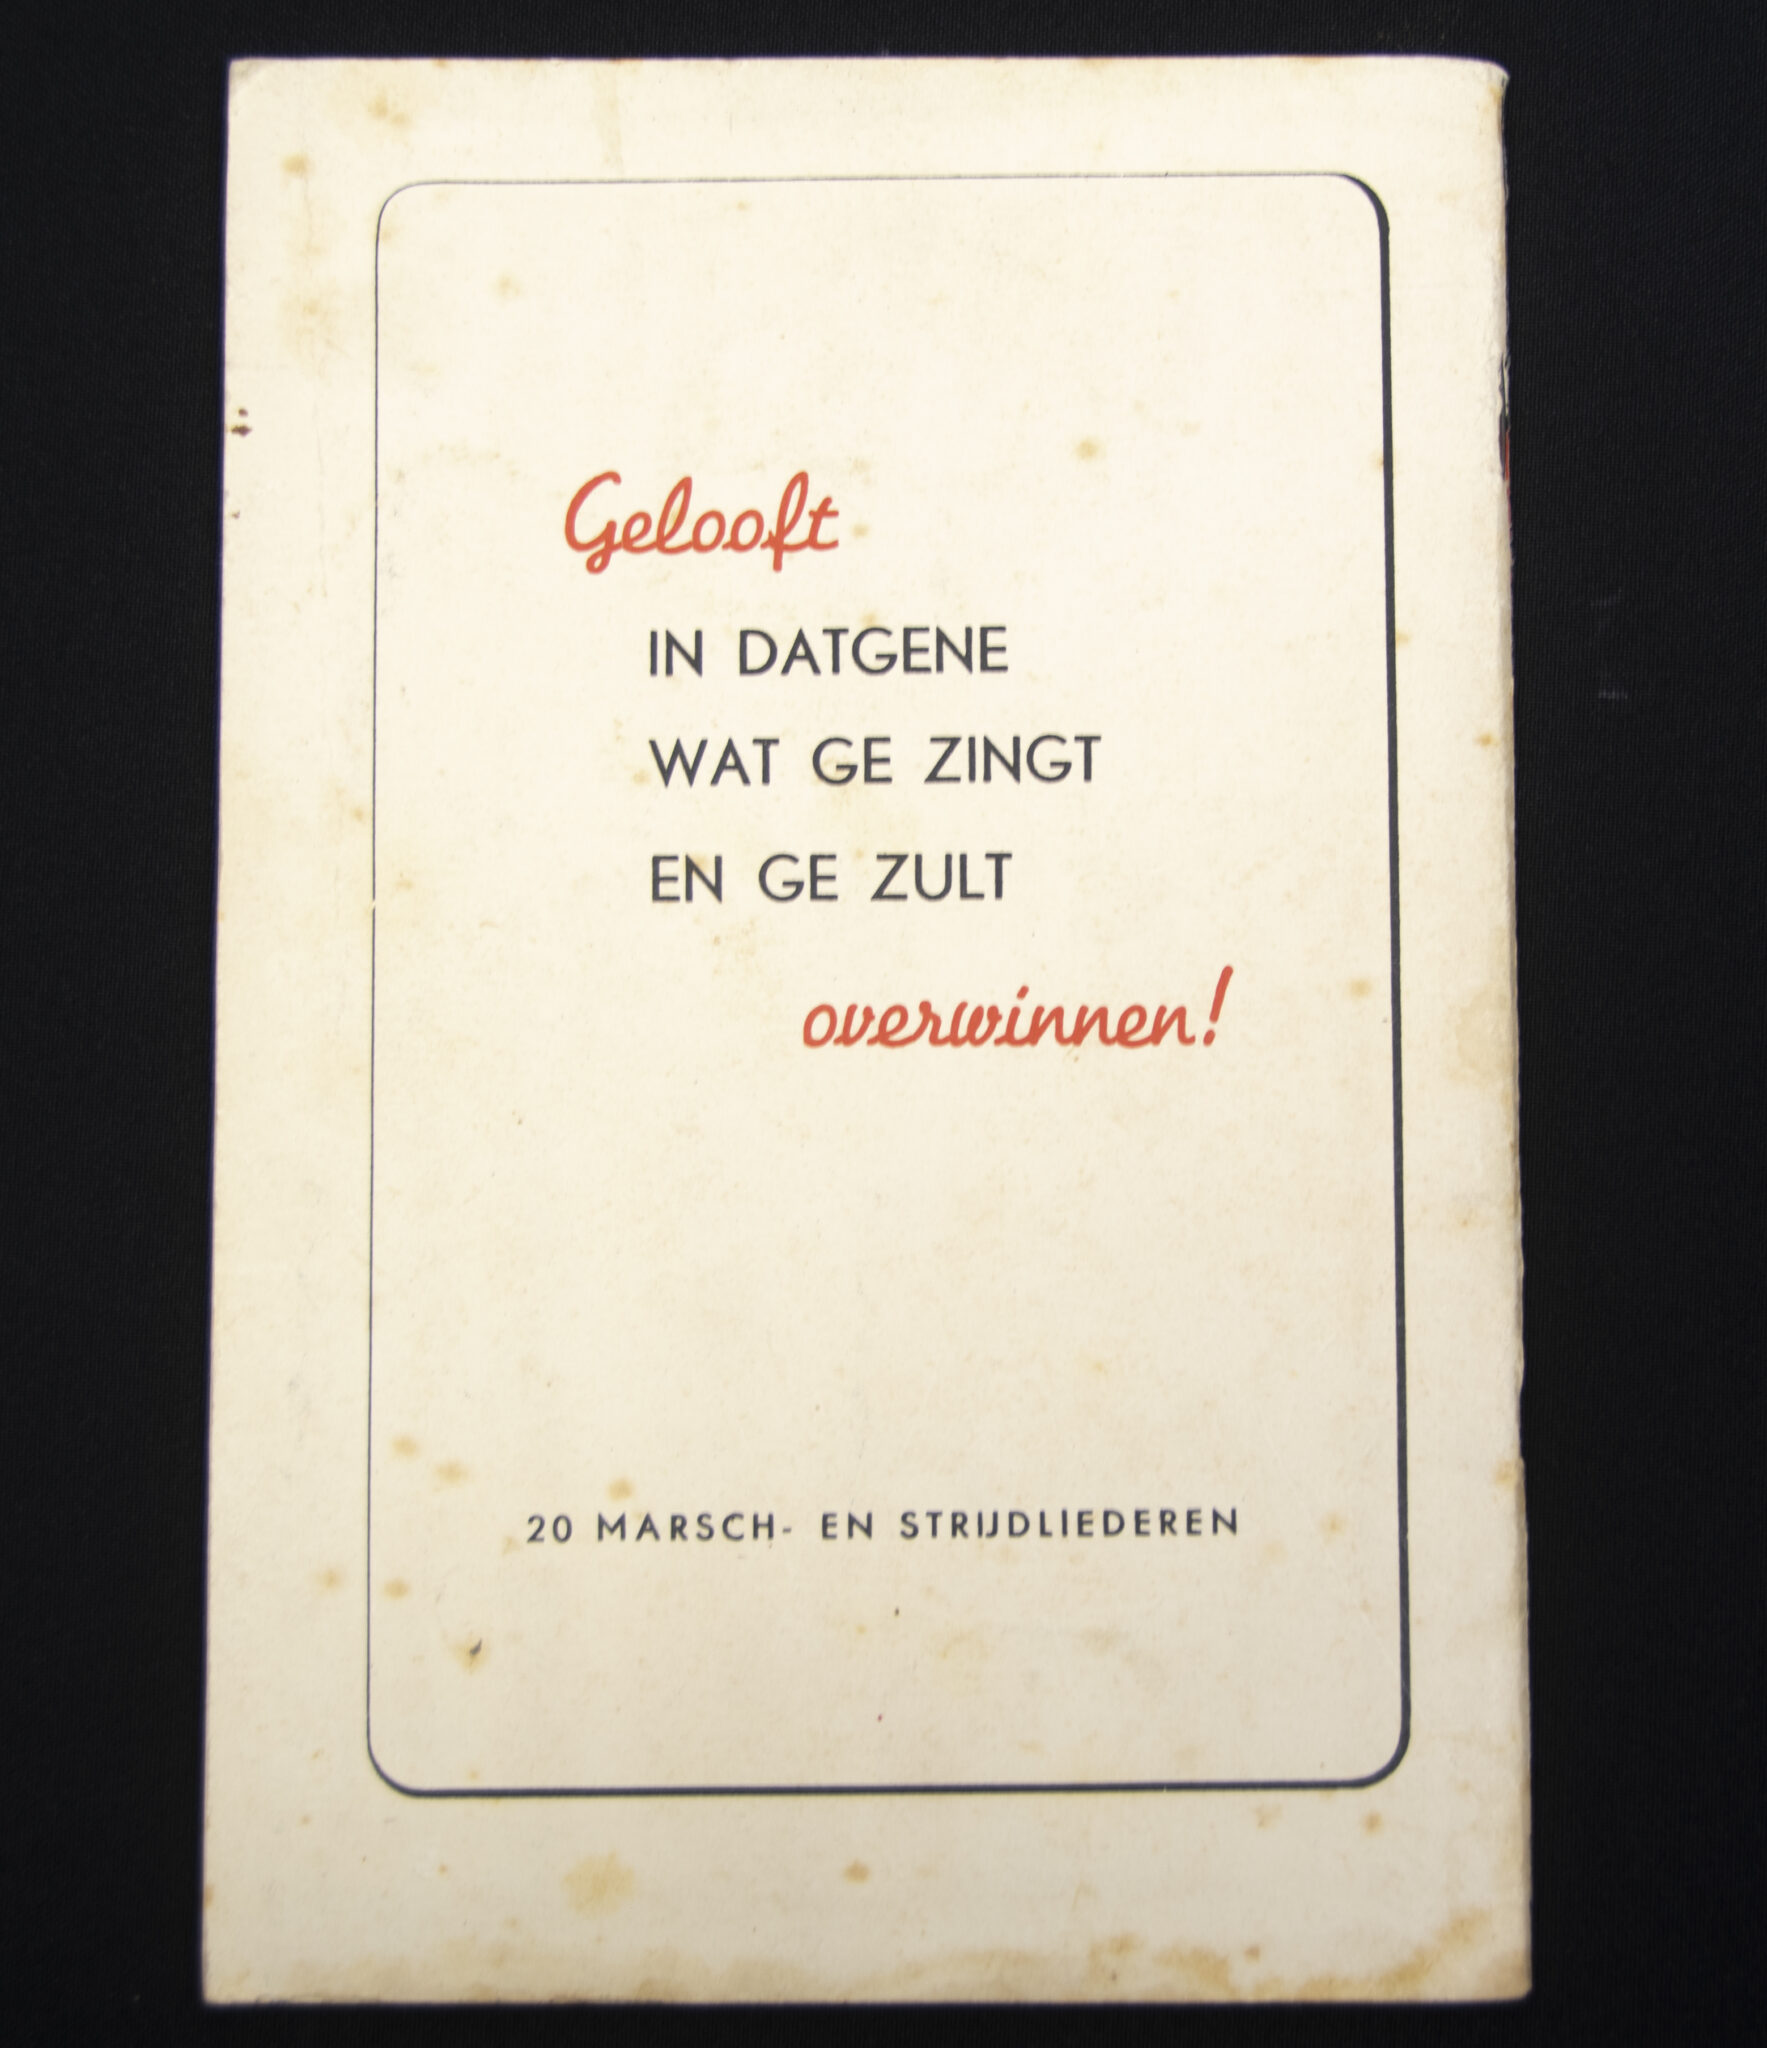 Gelooft
IN DATGENE
WAT GE ZINGT
EN GE ZULT
overwinnen!
20 MARSCH- EN STRIJDLIEDEREN